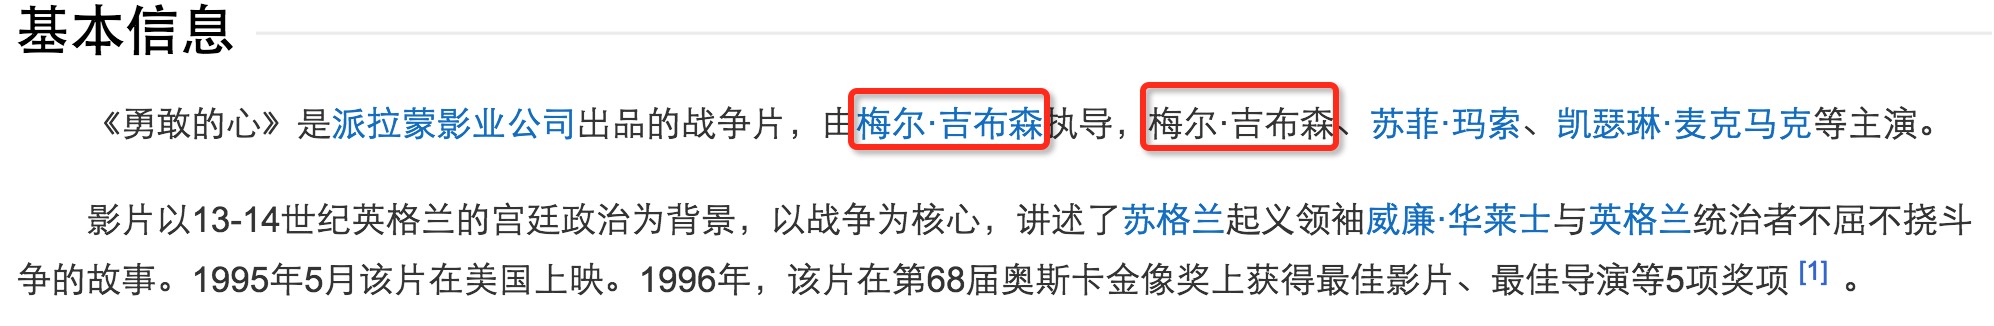 基本信息
《勇敢的心》是派拉蒙影业公司出品的战争片，由梅尔·吉布森执导，梅尔·吉布森、苏菲·玛索、凯瑟琳·麦克马克等主演。
影片以13-14世纪英格兰的宫廷政治为背景，以战争为核心，讲述了苏格兰起义领袖威廉·华莱士与英格兰统治者不屈不挠斗
争的故事。1995年5月该片在美国上映。1996年，该片在第68届奥斯卡金像奖上获得最佳影片、最佳导演等5项奖项 [1] 。